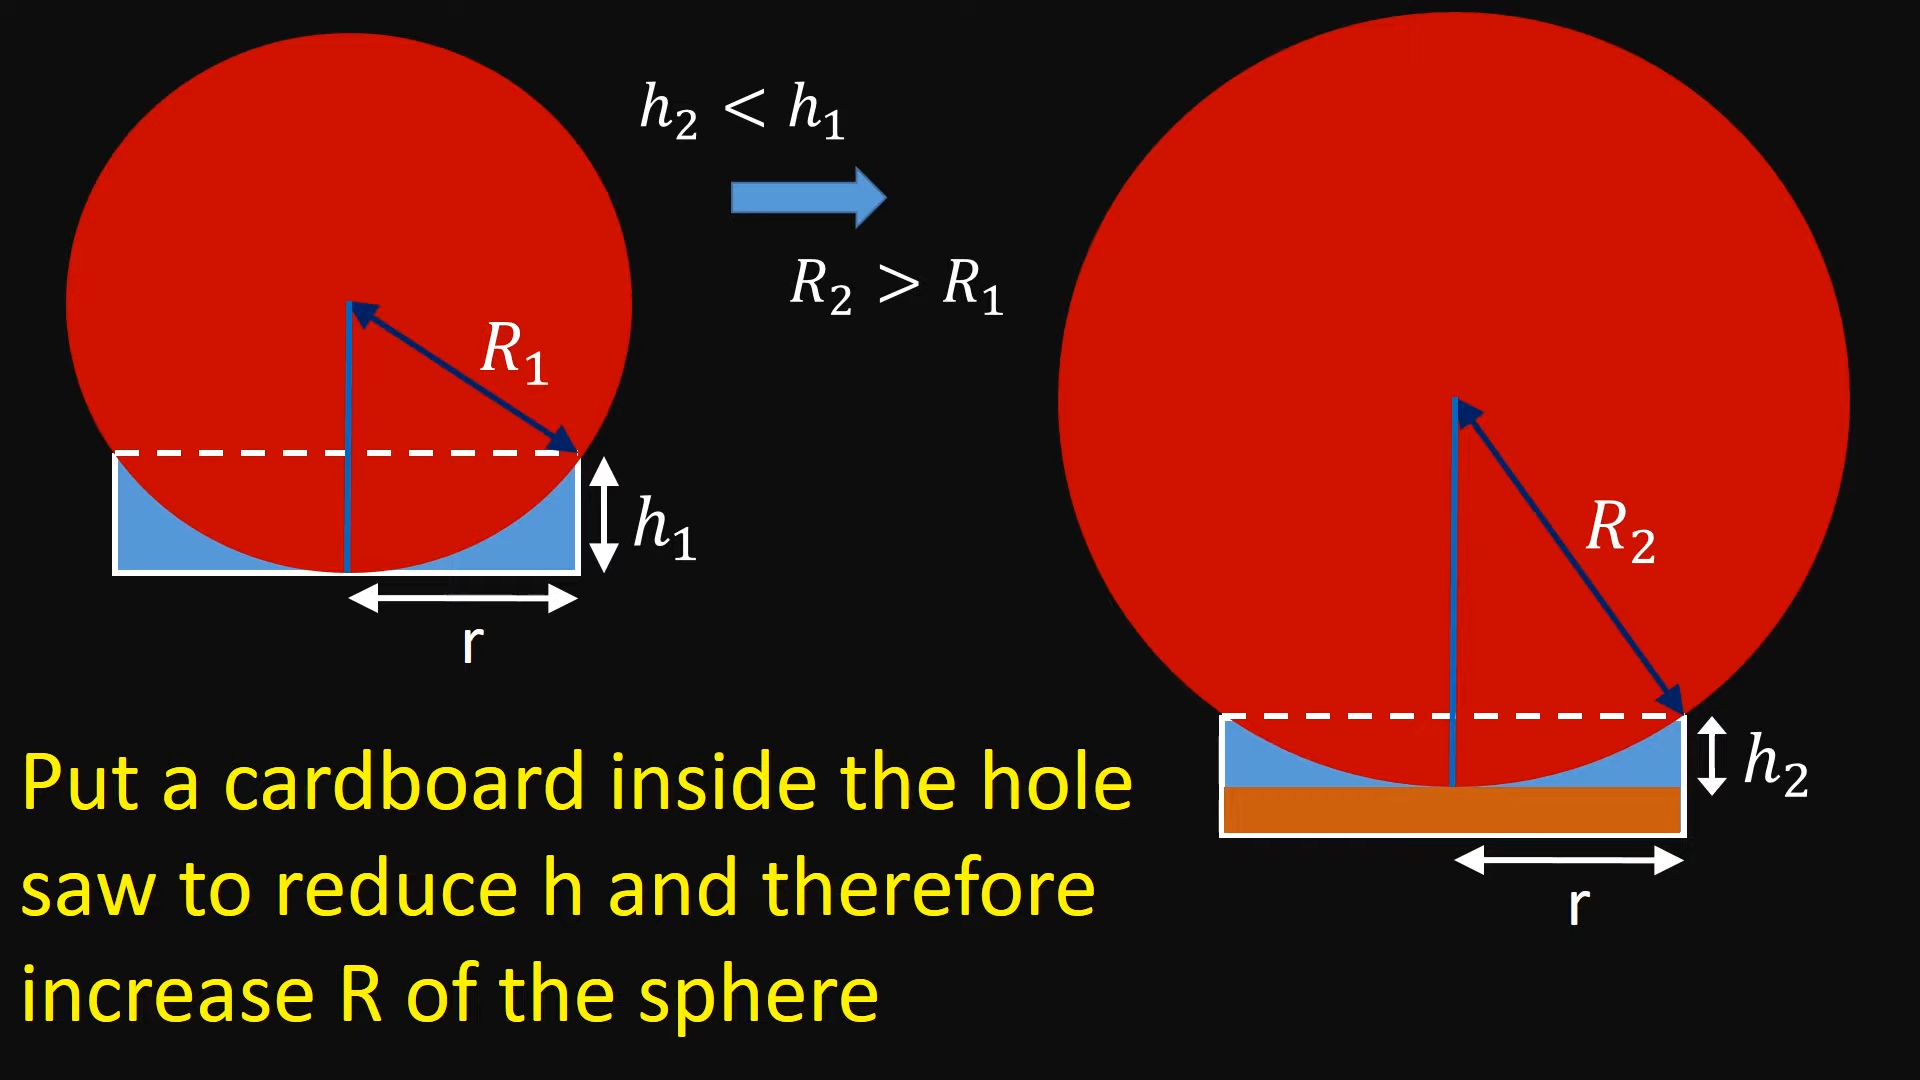 h₂ < h₁
R₂ > R₁
R₁
h₁
r
R₂
h₂
r
Put a cardboard inside the hole
saw to reduce h and therefore
increase R of the sphere